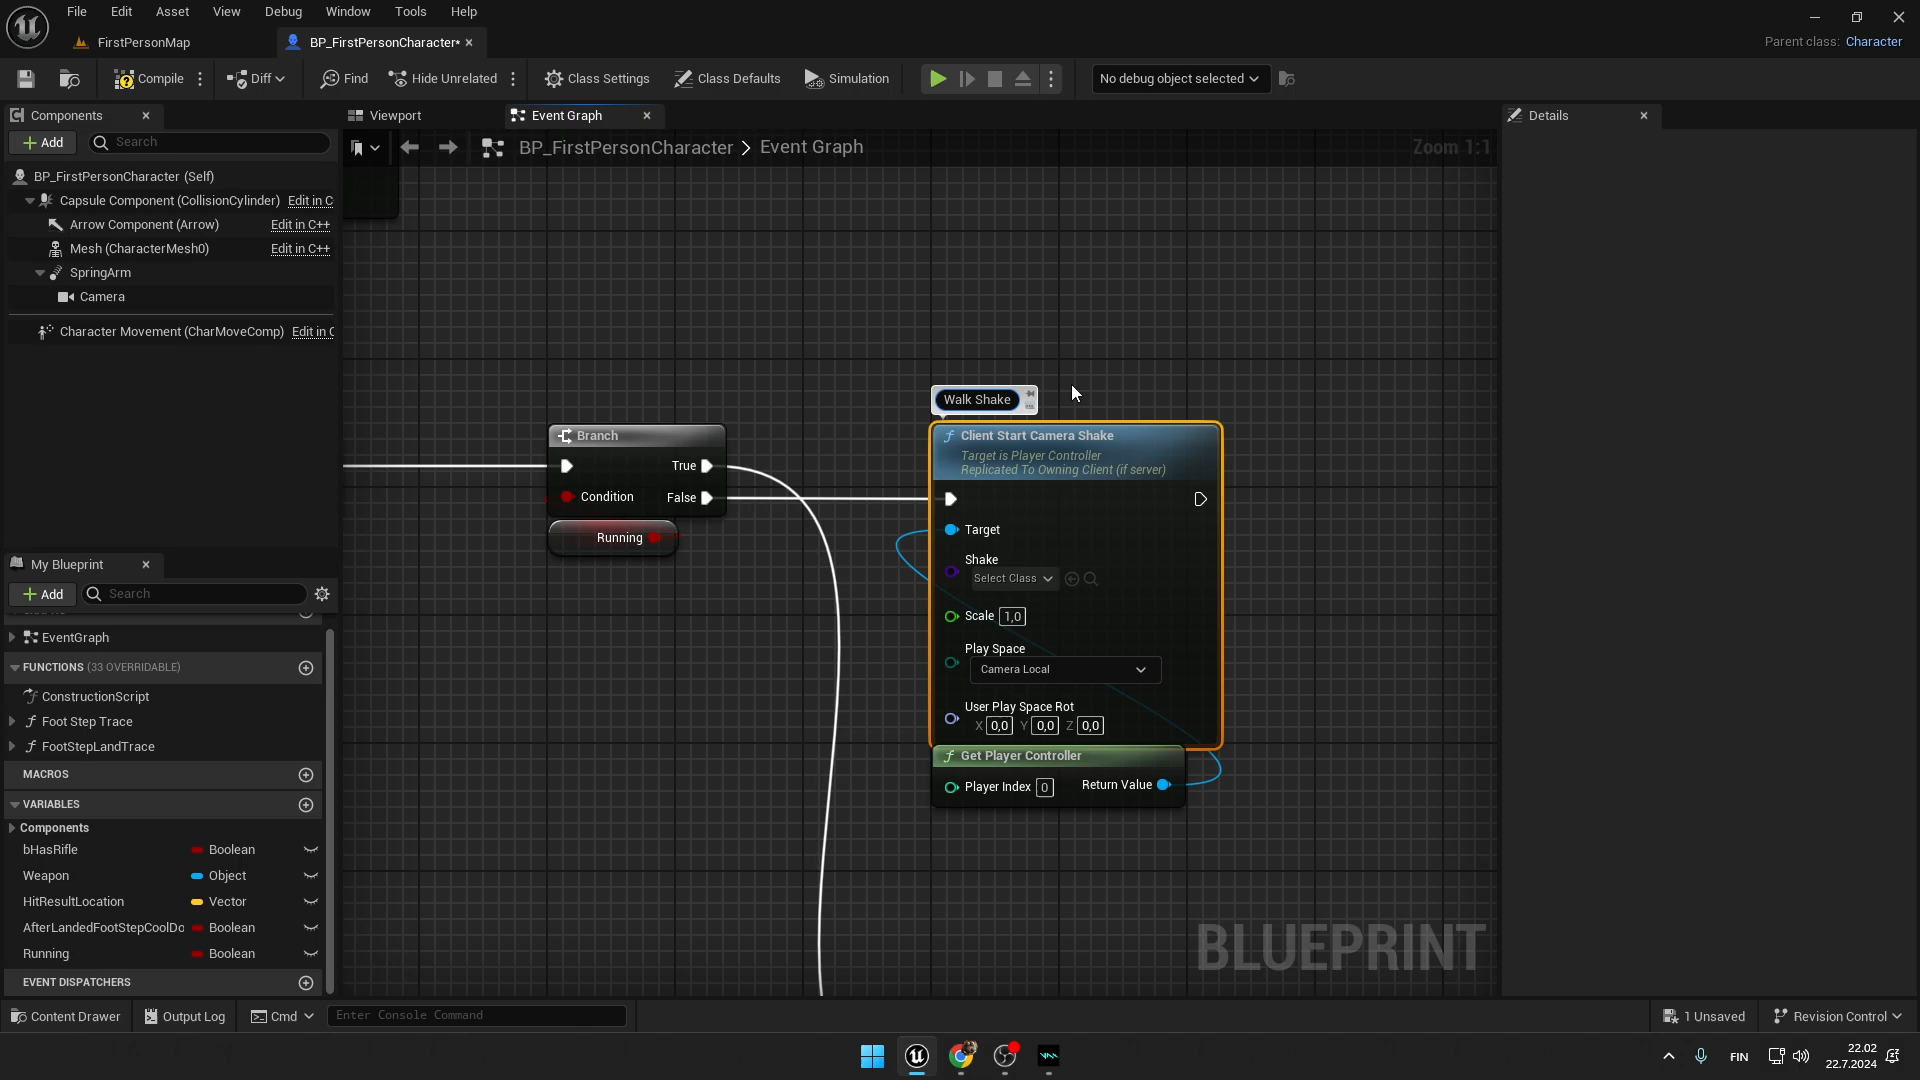 File Edit Asset View Debug Window Tools Help
FirstPersonMap
BP_FirstPersonCharacter*
Parent class: Character
Compile
Diff
Find
Hide Unrelated
Class Settings
Class Defaults
Simulation
No debug object selected
Components
Add
Search
BP_FirstPersonCharacter (Self)
Capsule Component (CollisionCylinder) Edit in C
Arrow Component (Arrow) Edit in C++
Mesh (CharacterMesh0) Edit in C++
SpringArm
Camera
Character Movement (CharMoveComp) Edit in C
My Blueprint
Add
Search
EventGraph
FUNCTIONS (33 OVERRIDABLE)
ConstructionScript
Foot Step Trace
FootStepLandTrace
MACROS
VARIABLES
Components
bHasRifle Boolean
Weapon Object
HitResultLocation Vector
AfterLandedFootStepCoolDo Boolean
Running Boolean
EVENT DISPATCHERS
Viewport
Event Graph
BP_FirstPersonCharacter > Event Graph
Zoom 1:1
Branch
True
Condition False
Running
Walk Shake
Client Start Camera Shake
Target is Player Controller
Replicated To Owning Client (if server)
Target
Shake
Select Class
Scale 1,0
Play Space
Camera Local
User Play Space Rot
X 0,0 Y 0,0 Z 0,0
Get Player Controller
Player Index 0 Return Value
BLUEPRINT
Details
Content Drawer
Output Log
Cmd
Enter Console Command
1 Unsaved
Revision Control
FIN
22.02
22.7.2024